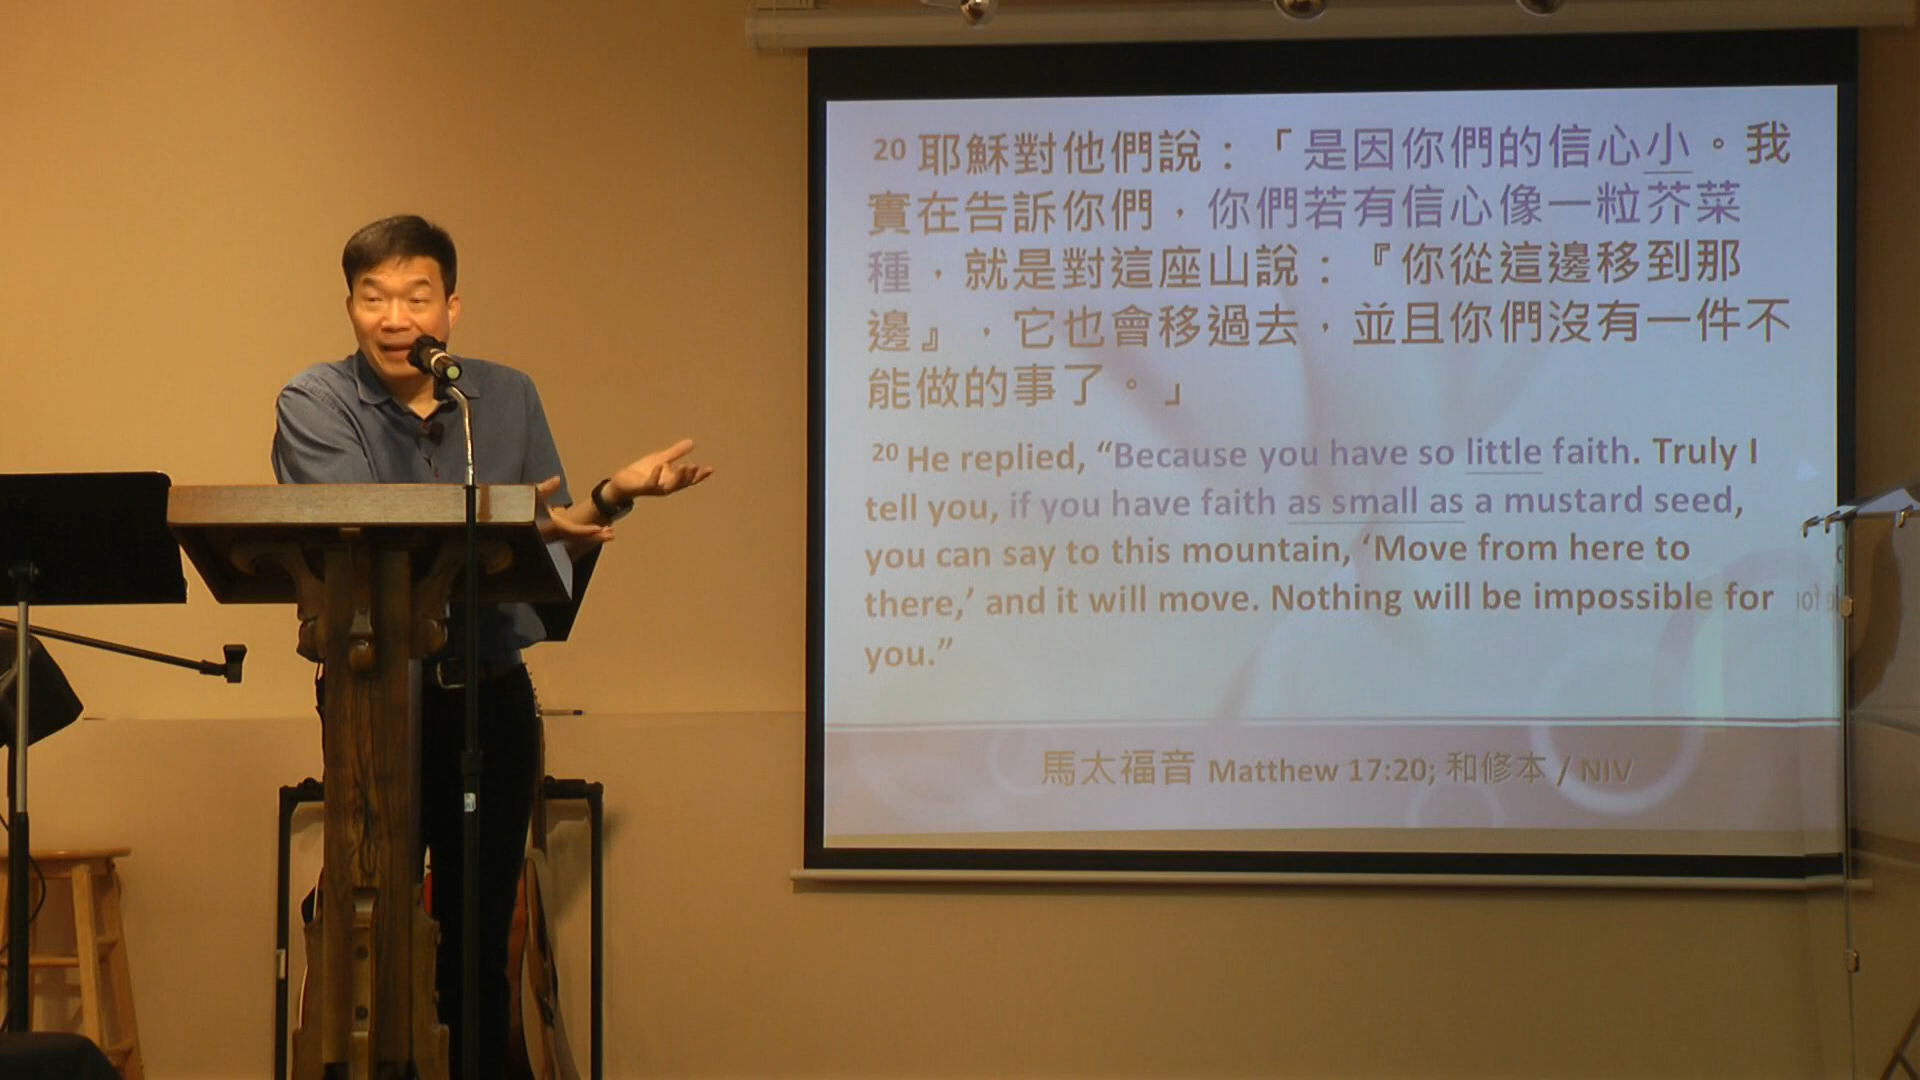 20 耶穌對他們說：「是因你們的信心小。我
實在告訴你們，你們若有信心像一粒芥菜
種，就是對這座山說：『你從這邊移到那
邊』，它也會移過去，並且你們沒有一件不
能做的事了。」
20 He replied, “Because you have so little faith. Truly I
tell you, if you have faith as small as a mustard seed,
you can say to this mountain, ‘Move from here to
there,’ and it will move. Nothing will be impossible for
you.”
馬太福音 Matthew 17:20; 和修本 / NIV